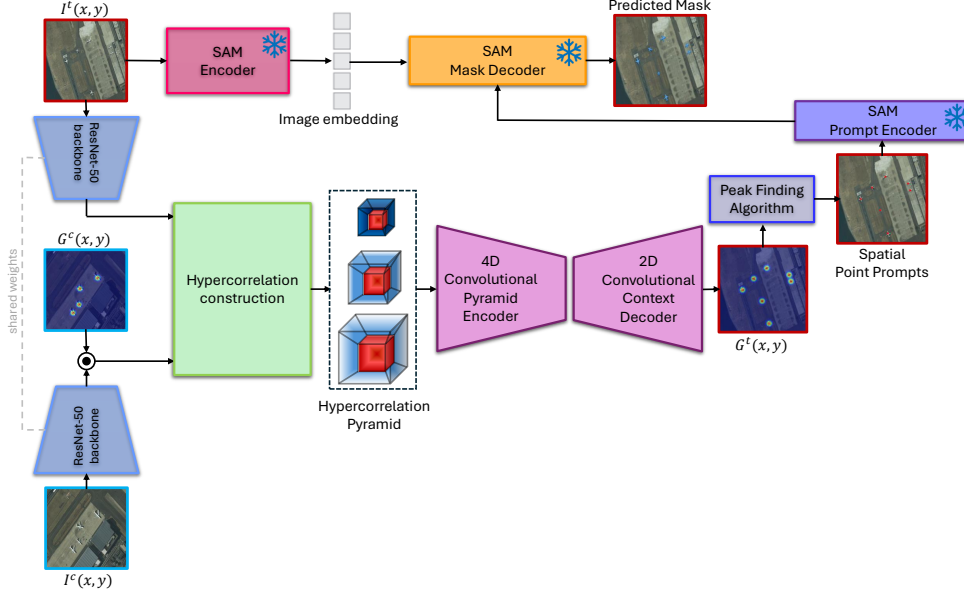 I^t(x, y)
Predicted Mask
SAM
Encoder
SAM
Mask Decoder
Image embedding
SAM
Prompt Encoder
ResNet-50
backbone
Peak Finding
Algorithm
G^c(x, y)
shared weights
Hypercorrelation
construction
4D
Convolutional
Pyramid
Encoder
2D
Convolutional
Context
Decoder
Spatial
Point Prompts
G^t(x, y)
Hypercorrelation
Pyramid
ResNet-50
backbone
I^c(x, y)